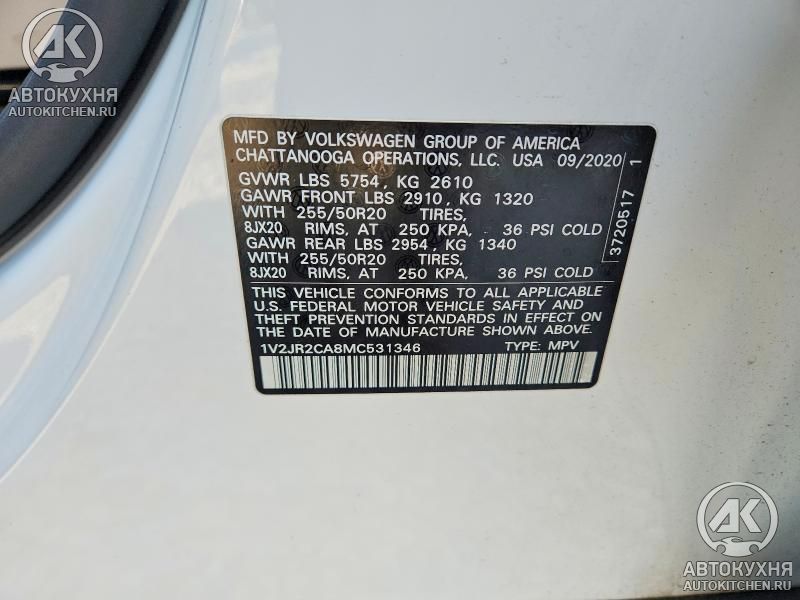 AK
АВТОКУХНЯ
AUTOKITCHEN.RU
MFD BY VOLKSWAGEN GROUP OF AMERICA
CHATTANOOGA OPERATIONS, LLC. USA 09/2020
GVWR LBS 5754, KG 2610
GAWR FRONT LBS 2910, KG 1320
WITH 255/50R20 TIRES,
8JX20 RIMS, AT 250 KPA, 36 PSI COLD
GAWR REAR LBS 2954, KG 1340
WITH 255/50R20 TIRES,
8JX20 RIMS, AT 250 KPA, 36 PSI COLD
THIS VEHICLE CONFORMS TO ALL APPLICABLE
U.S. FEDERAL MOTOR VEHICLE SAFETY AND
THEFT PREVENTION STANDARDS IN EFFECT ON
THE DATE OF MANUFACTURE SHOWN ABOVE.
1V2JR2CA8MC531346 TYPE: MPV
3720517 1
AK
АВТОКУХНЯ
AUTOKITCHEN.RU